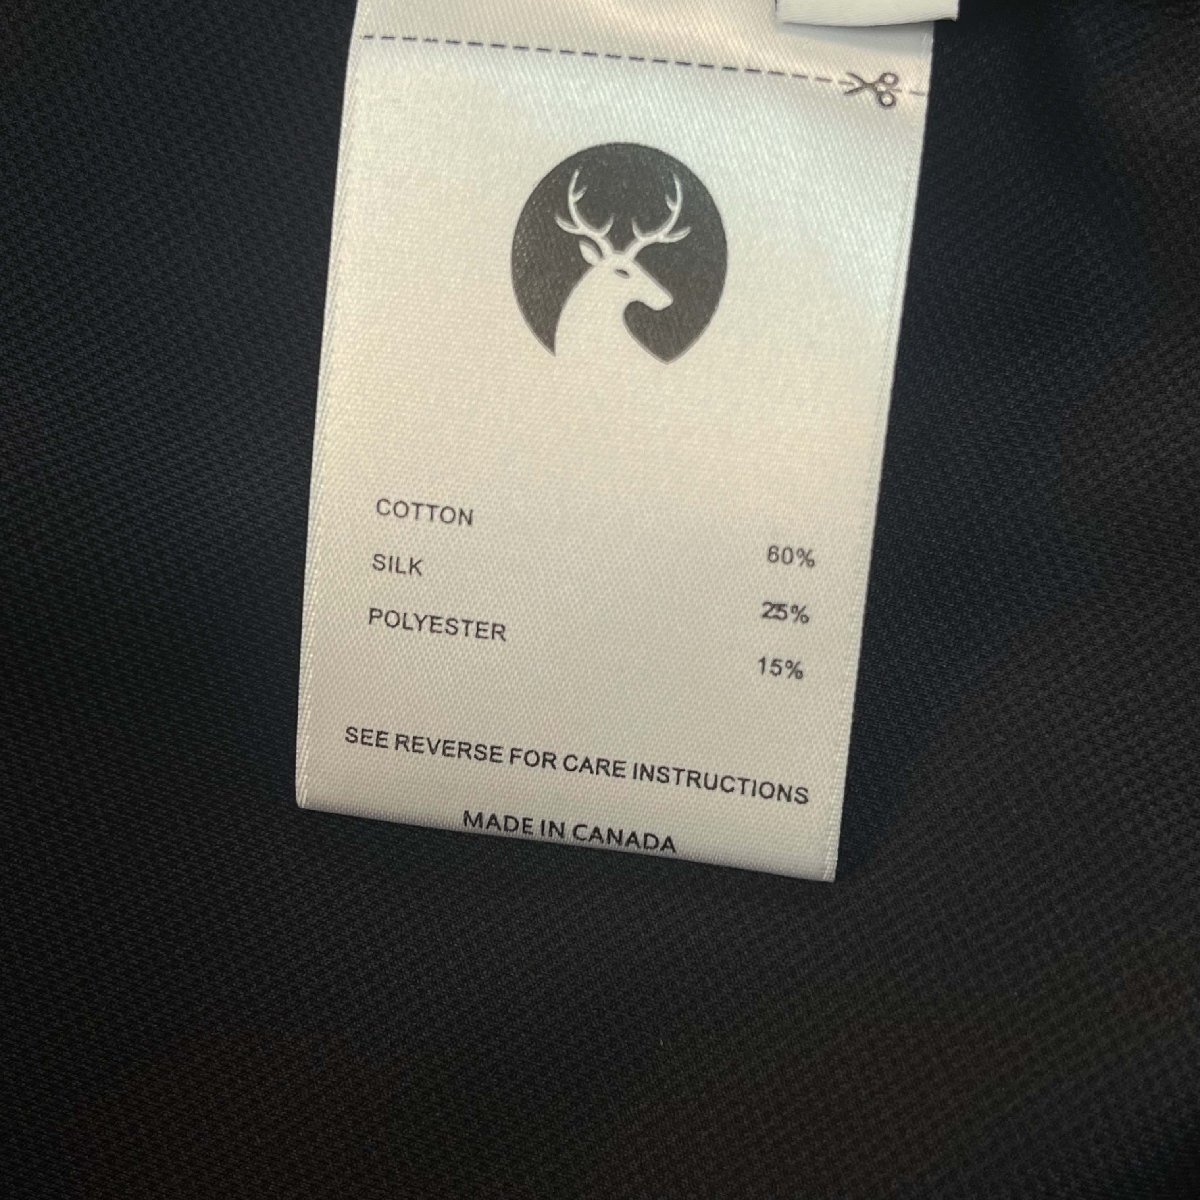 COTTON 60%
SILK 25%
POLYESTER 15%
SEE REVERSE FOR CARE INSTRUCTIONS
MADE IN CANADA